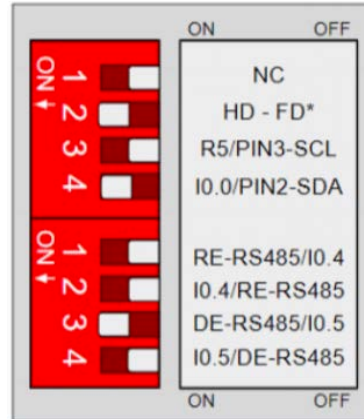 ON OFF
ON
1
2
3
4
NC
HD - FD*
R5/PIN3-SCL
I0.0/PIN2-SDA
ON
1
2
3
4
RE-RS485/I0.4
I0.4/RE-RS485
DE-RS485/I0.5
I0.5/DE-RS485
ON OFF